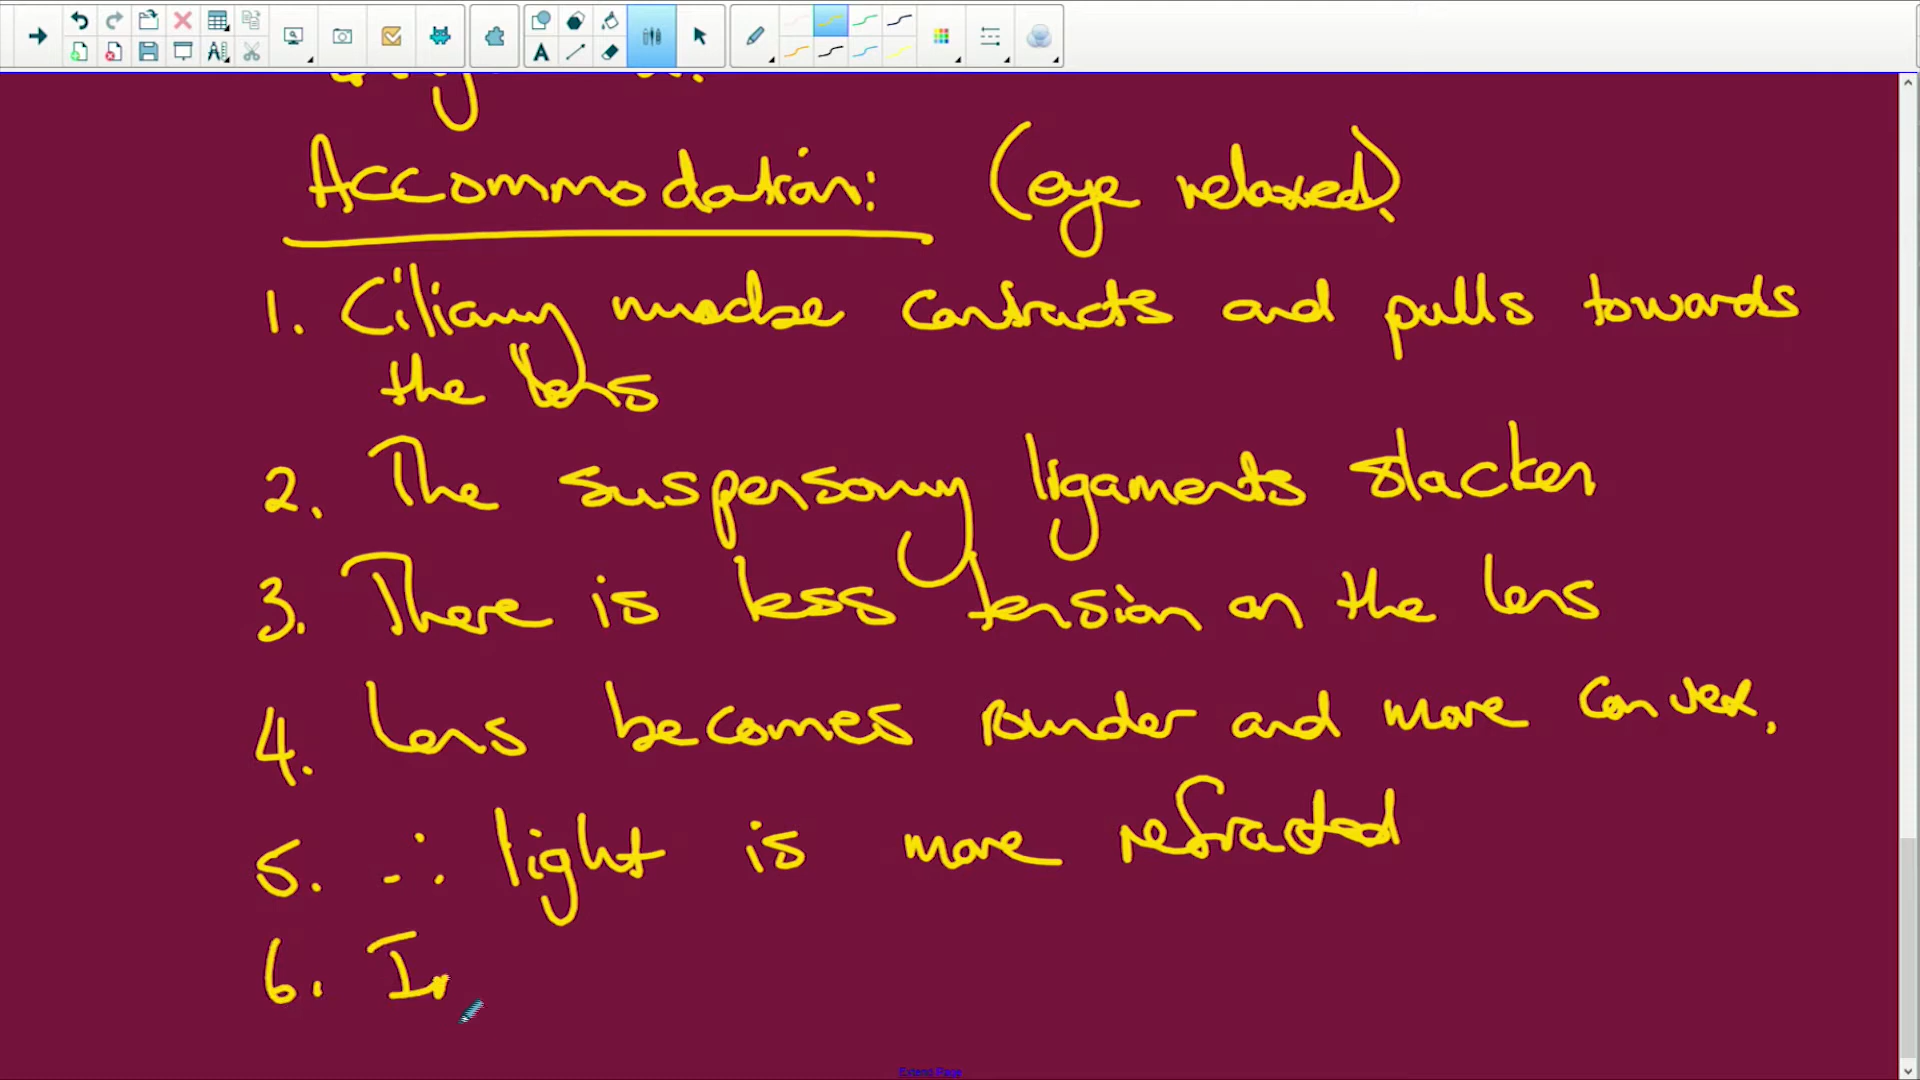 Accommodation: (eye relaxed)
1. Ciliary muscle contracts and pulls towards
the lens
2. The suspensory ligaments slacken
3. There is less tension on the lens
4. Lens becomes rounder and more convex.
5. ∴ light is more refracted
6. In
Extend Page